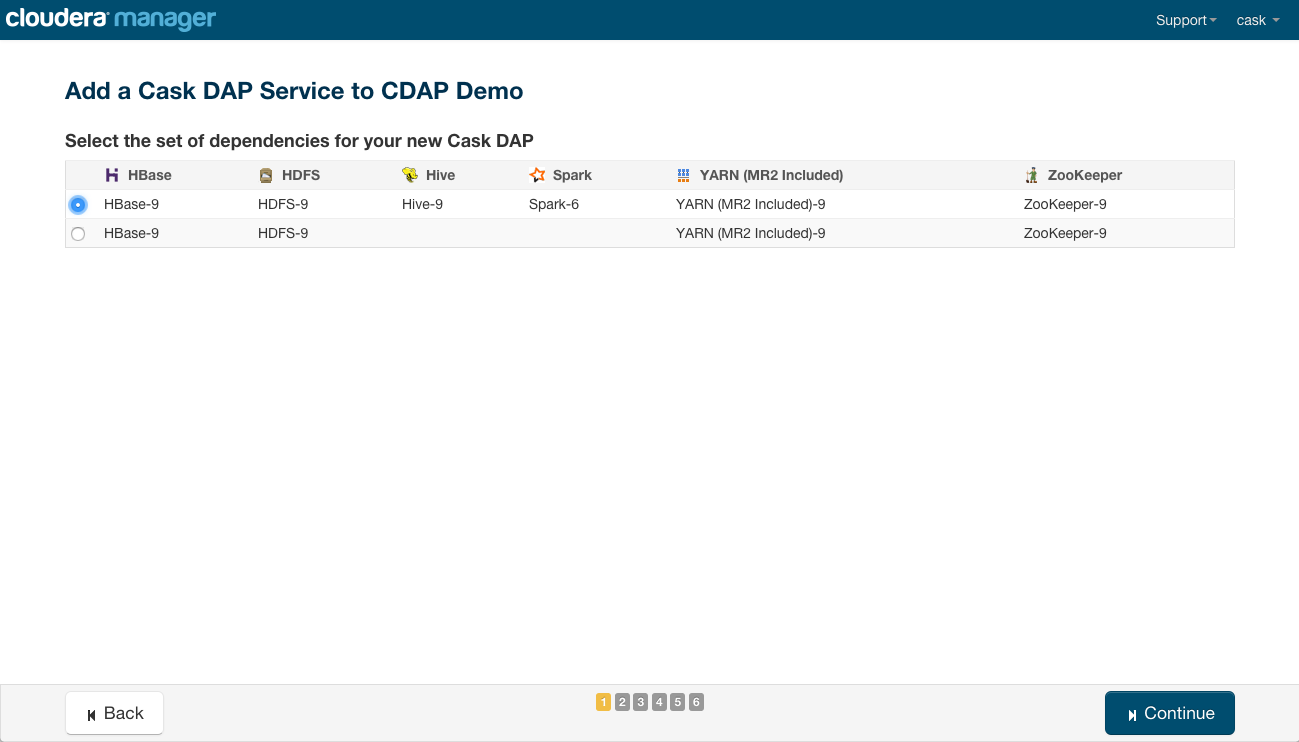 cloudera manager Support cask
Add a Cask DAP Service to CDAP Demo
Select the set of dependencies for your new Cask DAP
HBase HDFS Hive Spark YARN (MR2 Included) ZooKeeper
HBase-9 HDFS-9 Hive-9 Spark-6 YARN (MR2 Included)-9 ZooKeeper-9
HBase-9 HDFS-9 YARN (MR2 Included)-9 ZooKeeper-9
Back 1 2 3 4 5 6 Continue